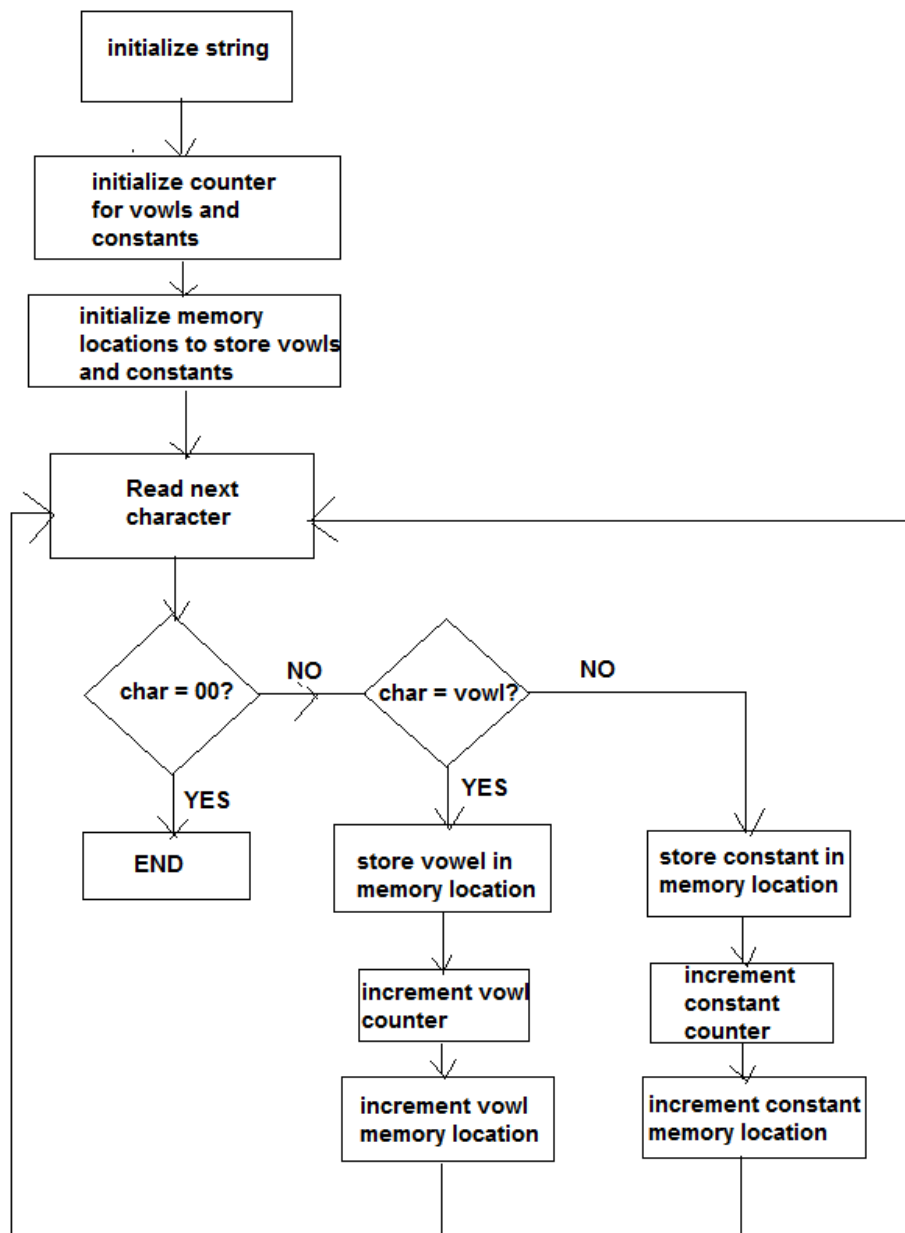 initialize string
initialize counter
for vowls and
constants
initialize memory
locations to store vowls
and constants
Read next
character
char = 00?
NO
char = vowl?
NO
YES
END
YES
store vowel in
memory location
increment vowl
counter
increment vowl
memory location
store constant in
memory location
increment
constant
counter
increment constant
memory location